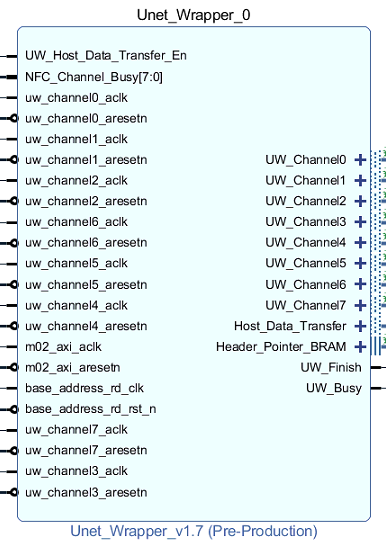 Unet_Wrapper_0
UW_Host_Data_Transfer_En
NFC_Channel_Busy[7:0]
uw_channel0_aclk
uw_channel0_aresetn
uw_channel1_aclk
uw_channel1_aresetn
uw_channel2_aclk
uw_channel2_aresetn
uw_channel6_aclk
uw_channel6_aresetn
uw_channel5_aclk
uw_channel5_aresetn
uw_channel4_aclk
uw_channel4_aresetn
m02_axi_aclk
m02_axi_aresetn
base_address_rd_clk
base_address_rd_rst_n
uw_channel7_aclk
uw_channel7_aresetn
uw_channel3_aclk
uw_channel3_aresetn
UW_Channel0
UW_Channel1
UW_Channel2
UW_Channel3
UW_Channel4
UW_Channel5
UW_Channel6
UW_Channel7
Host_Data_Transfer
Header_Pointer_BRAM
UW_Finish
UW_Busy
Unet_Wrapper_v1.7 (Pre-Production)